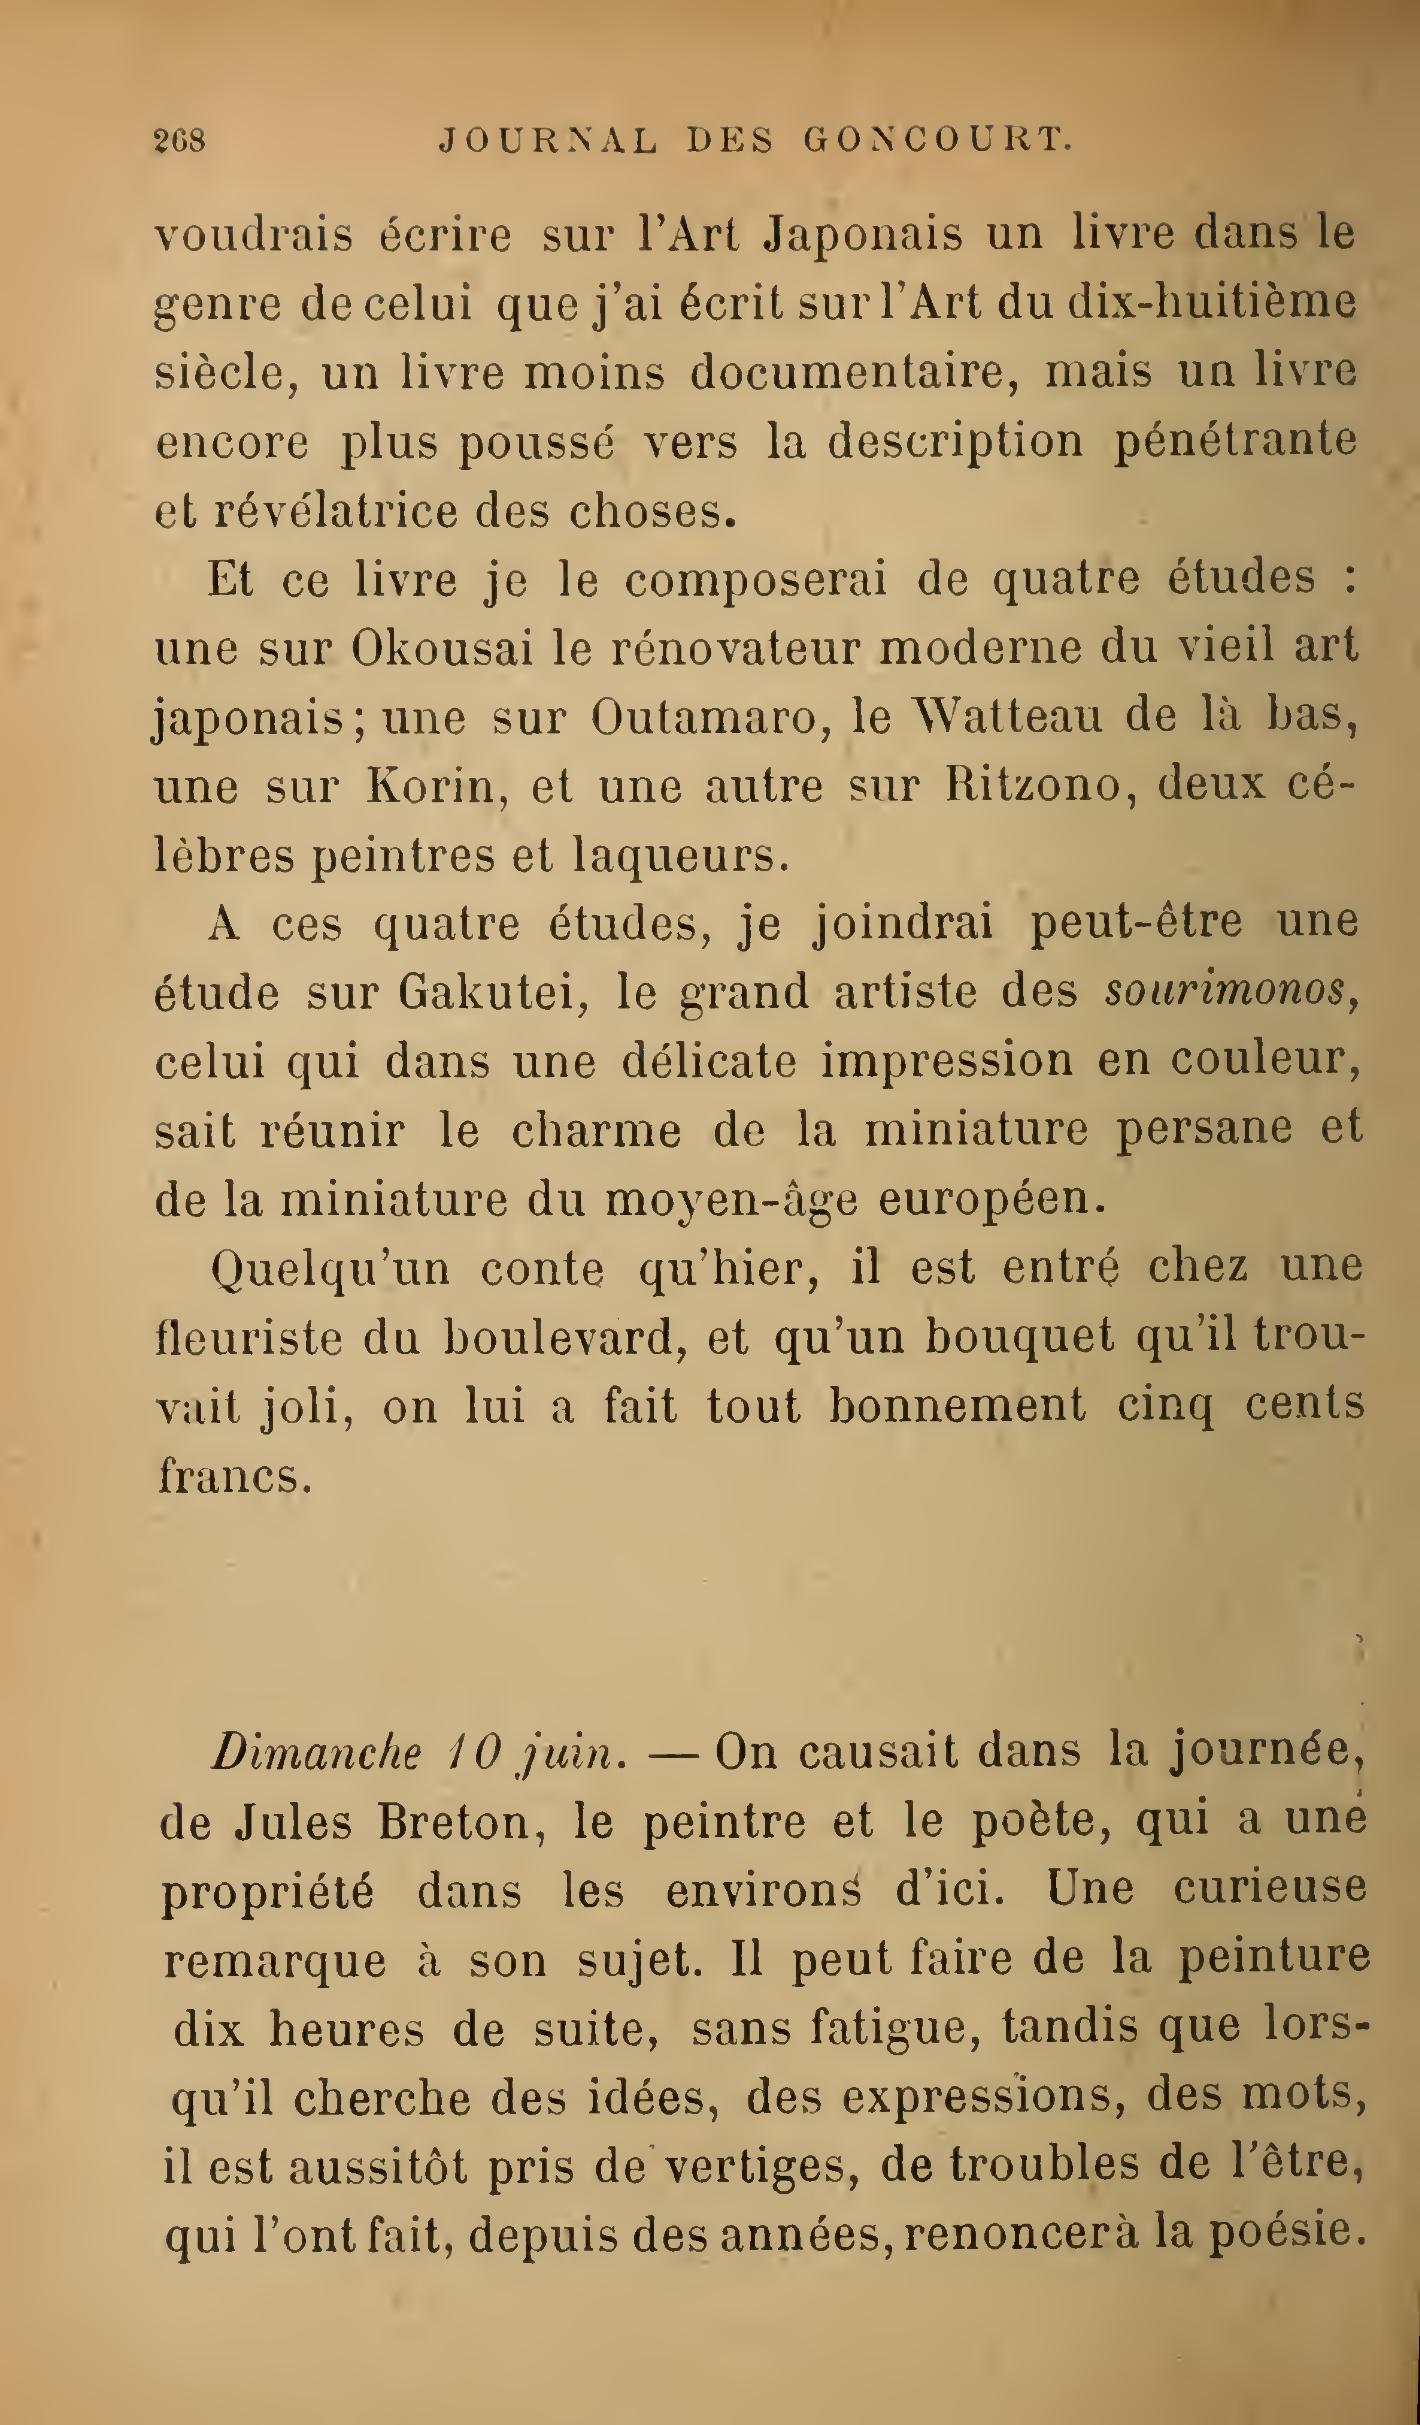 268 JOURNAL DES GONCOURT.
voudrais écrire sur l'Art Japonais un livre dans le
genre de celui que j'ai écrit sur l'Art du dix-huitième
siècle, un livre moins documentaire, mais un livre
encore plus poussé vers la description pénétrante
et révélatrice des choses.
Et ce livre je le composerai de quatre études :
une sur Okousai le rénovateur moderne du vieil art
japonais; une sur Outamaro, le Watteau de là bas,
une sur Korin, et une autre sur Ritzono, deux cé-
lèbres peintres et laqueurs.
A ces quatre études, je joindrai peut-être une
étude sur Gakutei, le grand artiste des sourimonos,
celui qui dans une délicate impression en couleur,
sait réunir le charme de la miniature persane et
de la miniature du moyen-âge européen.
Quelqu'un conte qu'hier, il est entré chez une
fleuriste du boulevard, et qu'un bouquet qu'il trou-
vait joli, on lui a fait tout bonnement cinq cents
francs.
Dimanche 10 juin. — On causait dans la journée,
de Jules Breton, le peintre et le poète, qui a une
propriété dans les environs d'ici. Une curieuse
remarque à son sujet. Il peut faire de la peinture
dix heures de suite, sans fatigue, tandis que lors-
qu'il cherche des idées, des expressions, des mots,
il est aussitôt pris de vertiges, de troubles de l'être,
qui l'ont fait, depuis des années, renoncer à la poésie.